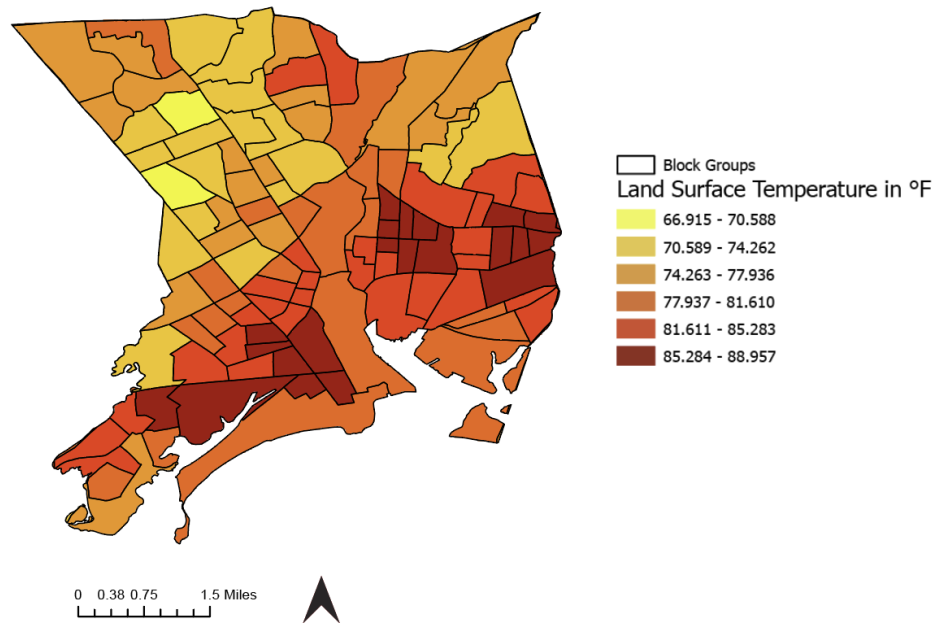 Block Groups
Land Surface Temperature in °F
66.915 - 70.588
70.589 - 74.262
74.263 - 77.936
77.937 - 81.610
81.611 - 85.283
85.284 - 88.957
0 0.38 0.75 1.5 Miles